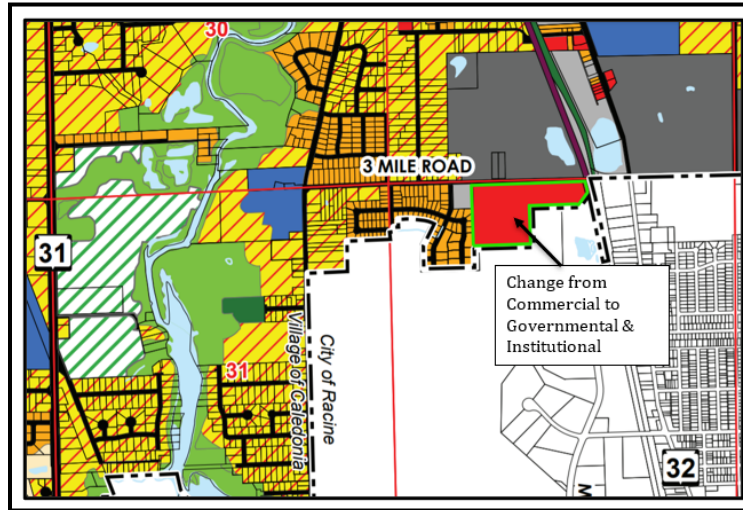 30
3 MILE ROAD
31
Change from
Commercial to
Governmental &
Institutional
31
Village of Caledonia
City of Racine
32
M